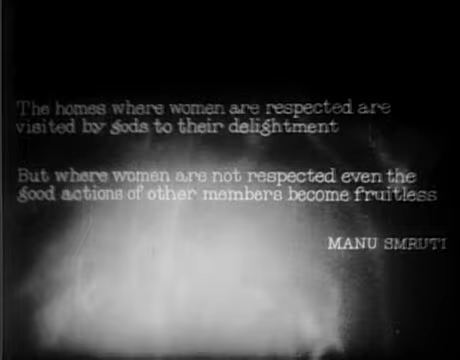 The homes where women are respected are
visited by gods to their delightment
But where women are not respected even the
good actions of other members become fruitless
MANU SMRUTI